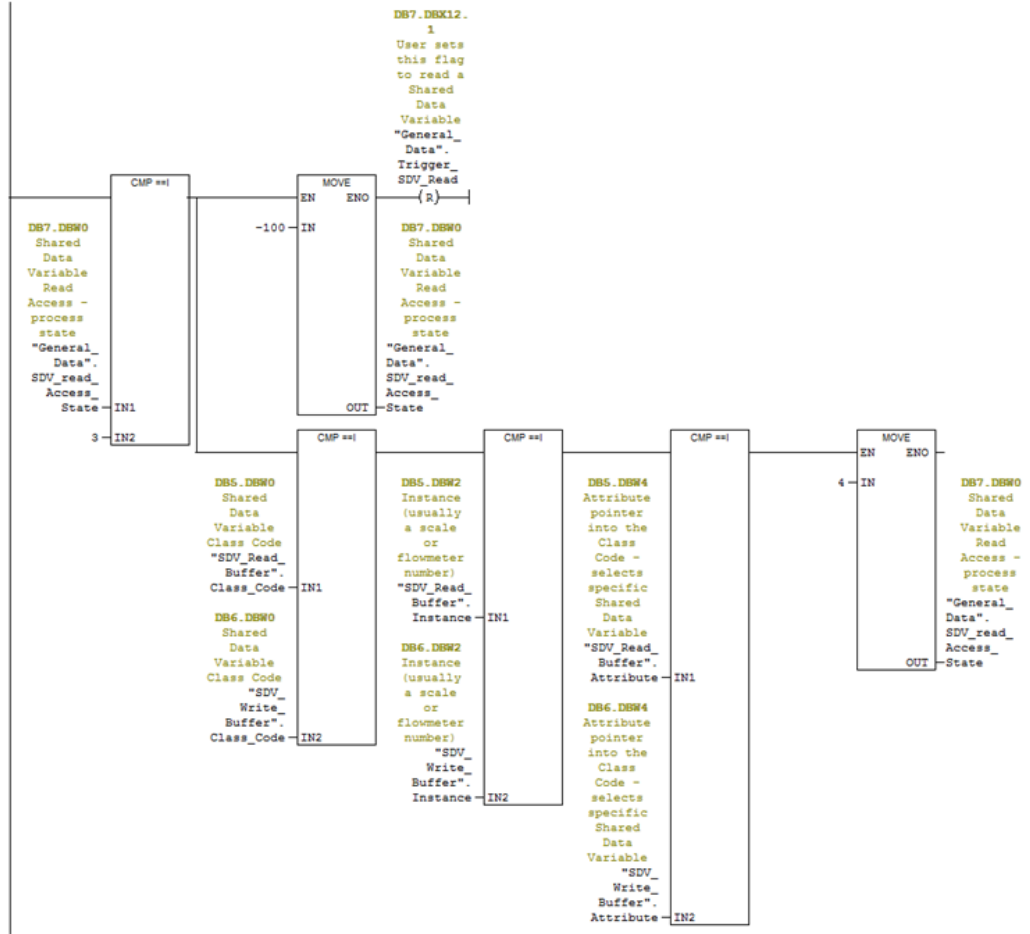 DB7.DBX12.
1
User sets
this flag
to read a
Shared
Data
Variable
"General_
Data".
Trigger_
SDV_Read
CMP ==I
MOVE
EN ENO
(R)
DB7.DBW0
Shared
Data
Variable
Read
Access -
process
state
"General_
Data".
SDV_read_
Access_
State
IN1
3
IN2
-100
IN
DB7.DBW0
Shared
Data
Variable
Read
Access -
process
state
"General_
Data".
SDV_read_
Access_
State
OUT
CMP ==I
DB5.DBW0
Shared
Data
Variable
Class Code
"SDV_Read_
Buffer".
Class_Code
IN1
DB6.DBW0
Shared
Data
Variable
Class Code
"SDV_
Write_
Buffer".
Class_Code
IN2
CMP ==I
DB5.DBW2
Instance
(usually
a scale
or
flowmeter
number)
"SDV_Read_
Buffer".
Instance
IN1
DB6.DBW2
Instance
(usually
a scale
or
flowmeter
number)
"SDV_
Write_
Buffer".
Instance
IN2
CMP ==I
DB5.DBW4
Attribute
pointer
into the
Class
Code -
selects
specific
Shared
Data
Variable
"SDV_Read_
Buffer".
Attribute
IN1
DB6.DBW4
Attribute
pointer
into the
Class
Code -
selects
specific
Shared
Data
Variable
"SDV_
Write_
Buffer".
Attribute
IN2
MOVE
EN ENO
4
IN
DB7.DBW0
Shared
Data
Variable
Read
Access -
process
state
"General_
Data".
SDV_read_
Access_
State
OUT